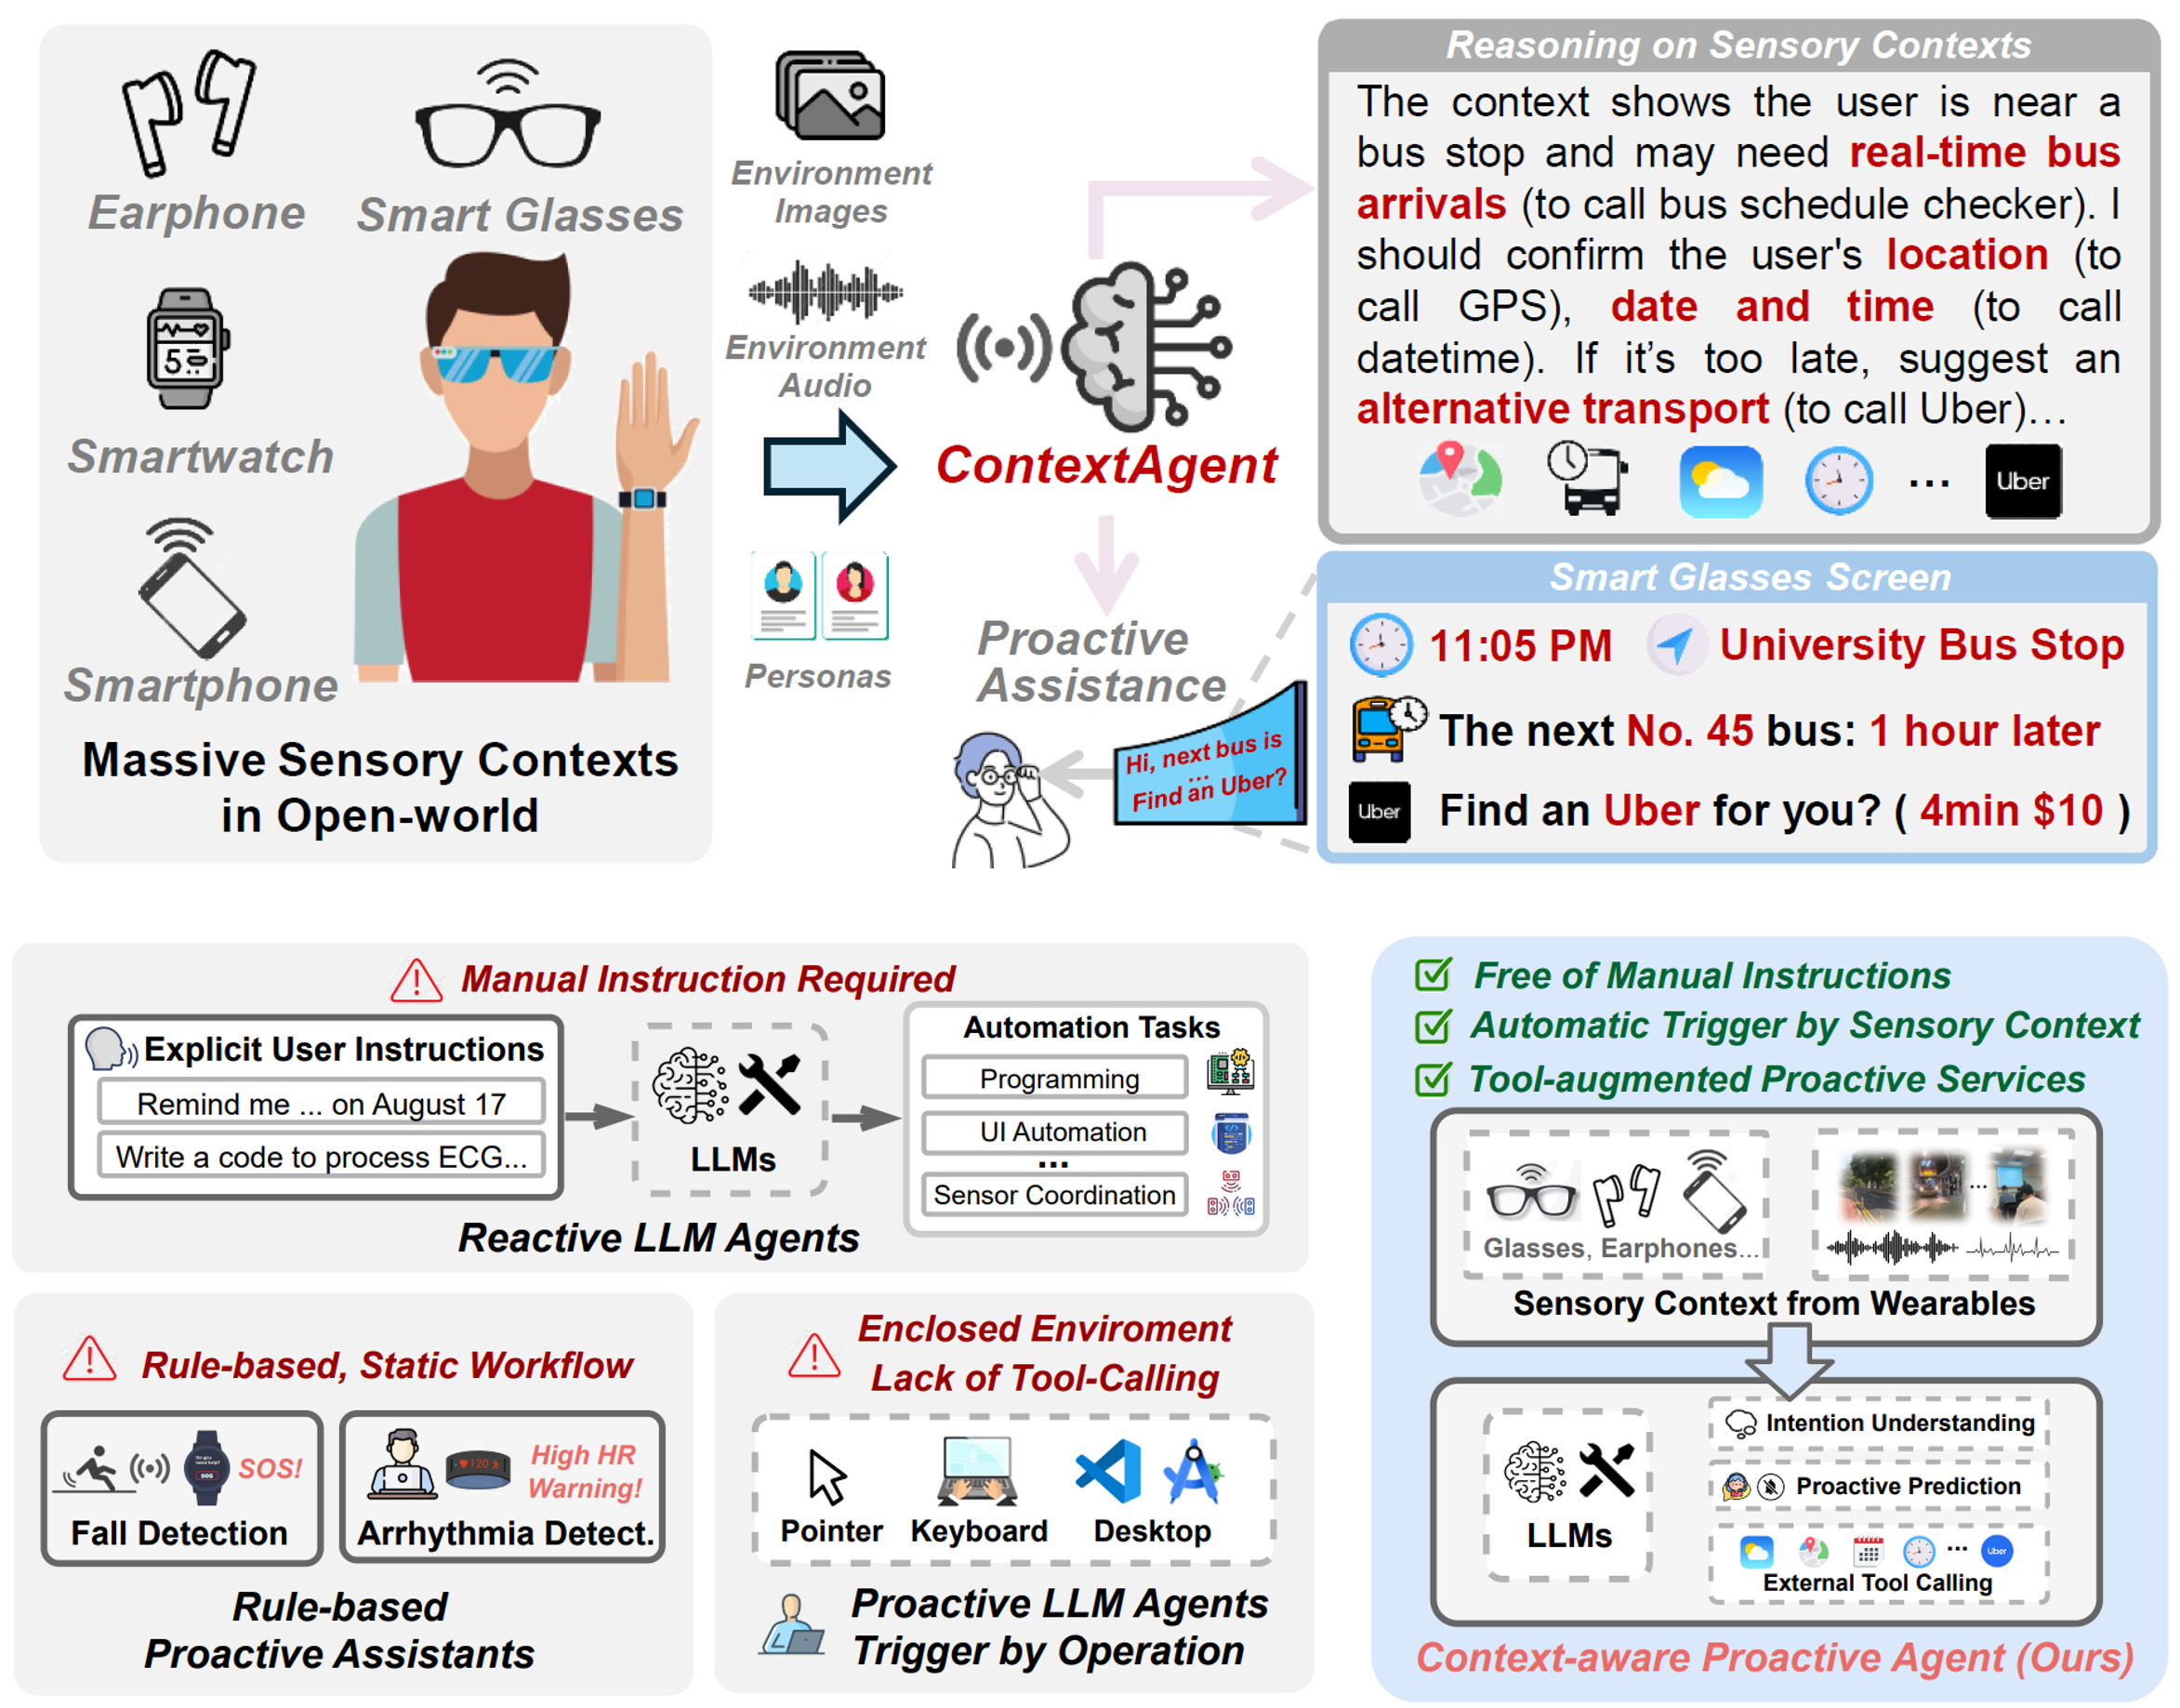 Earphone
Smart Glasses
Smartwatch
Smartphone
Massive Sensory Contexts
in Open-world
Environment
Images
Environment
Audio
Personas
ContextAgent
Proactive
Assistance
Hi, next bus is
...
Find an Uber?
Reasoning on Sensory Contexts
The context shows the user is near a
bus stop and may need real-time bus
arrivals (to call bus schedule checker). I
should confirm the user's location (to
call GPS), date and time (to call
datetime). If it’s too late, suggest an
alternative transport (to call Uber)…
... Uber
Smart Glasses Screen
11:05 PM University Bus Stop
The next No. 45 bus: 1 hour later
Uber Find an Uber for you? ( 4min $10 )
Manual Instruction Required
Explicit User Instructions
Remind me ... on August 17
Write a code to process ECG...
LLMs
Automation Tasks
Programming
UI Automation
...
Sensor Coordination
Reactive LLM Agents
Rule-based, Static Workflow
SOS!
Fall Detection
120
High HR
Warning!
Arrhythmia Detect.
Rule-based
Proactive Assistants
Enclosed Enviroment
Lack of Tool-Calling
Pointer
Keyboard
Desktop
Proactive LLM Agents
Trigger by Operation
Free of Manual Instructions
Automatic Trigger by Sensory Context
Tool-augmented Proactive Services
Glasses, Earphones...
...
Sensory Context from Wearables
LLMs
Intention Understanding
Proactive Prediction
... Uber
External Tool Calling
Context-aware Proactive Agent (Ours)